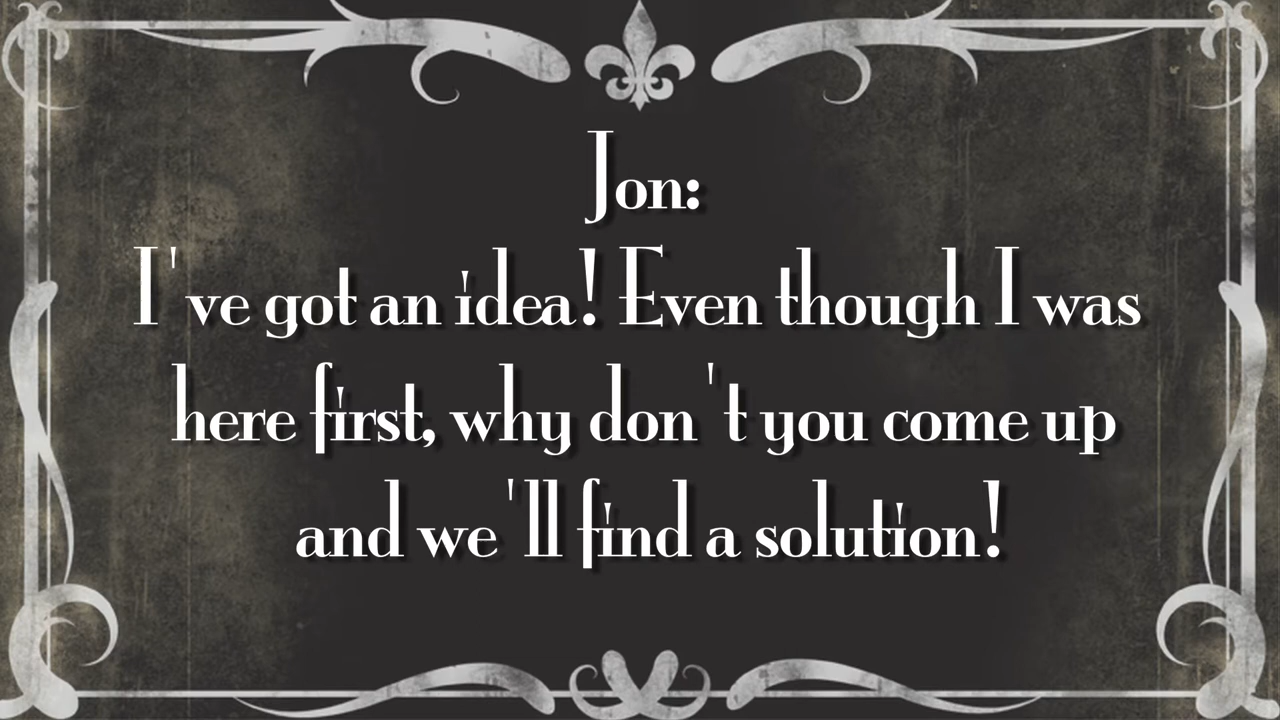 Jon:
I've got an idea! Even though I was
here first, why don't you come up
and we'll find a solution!